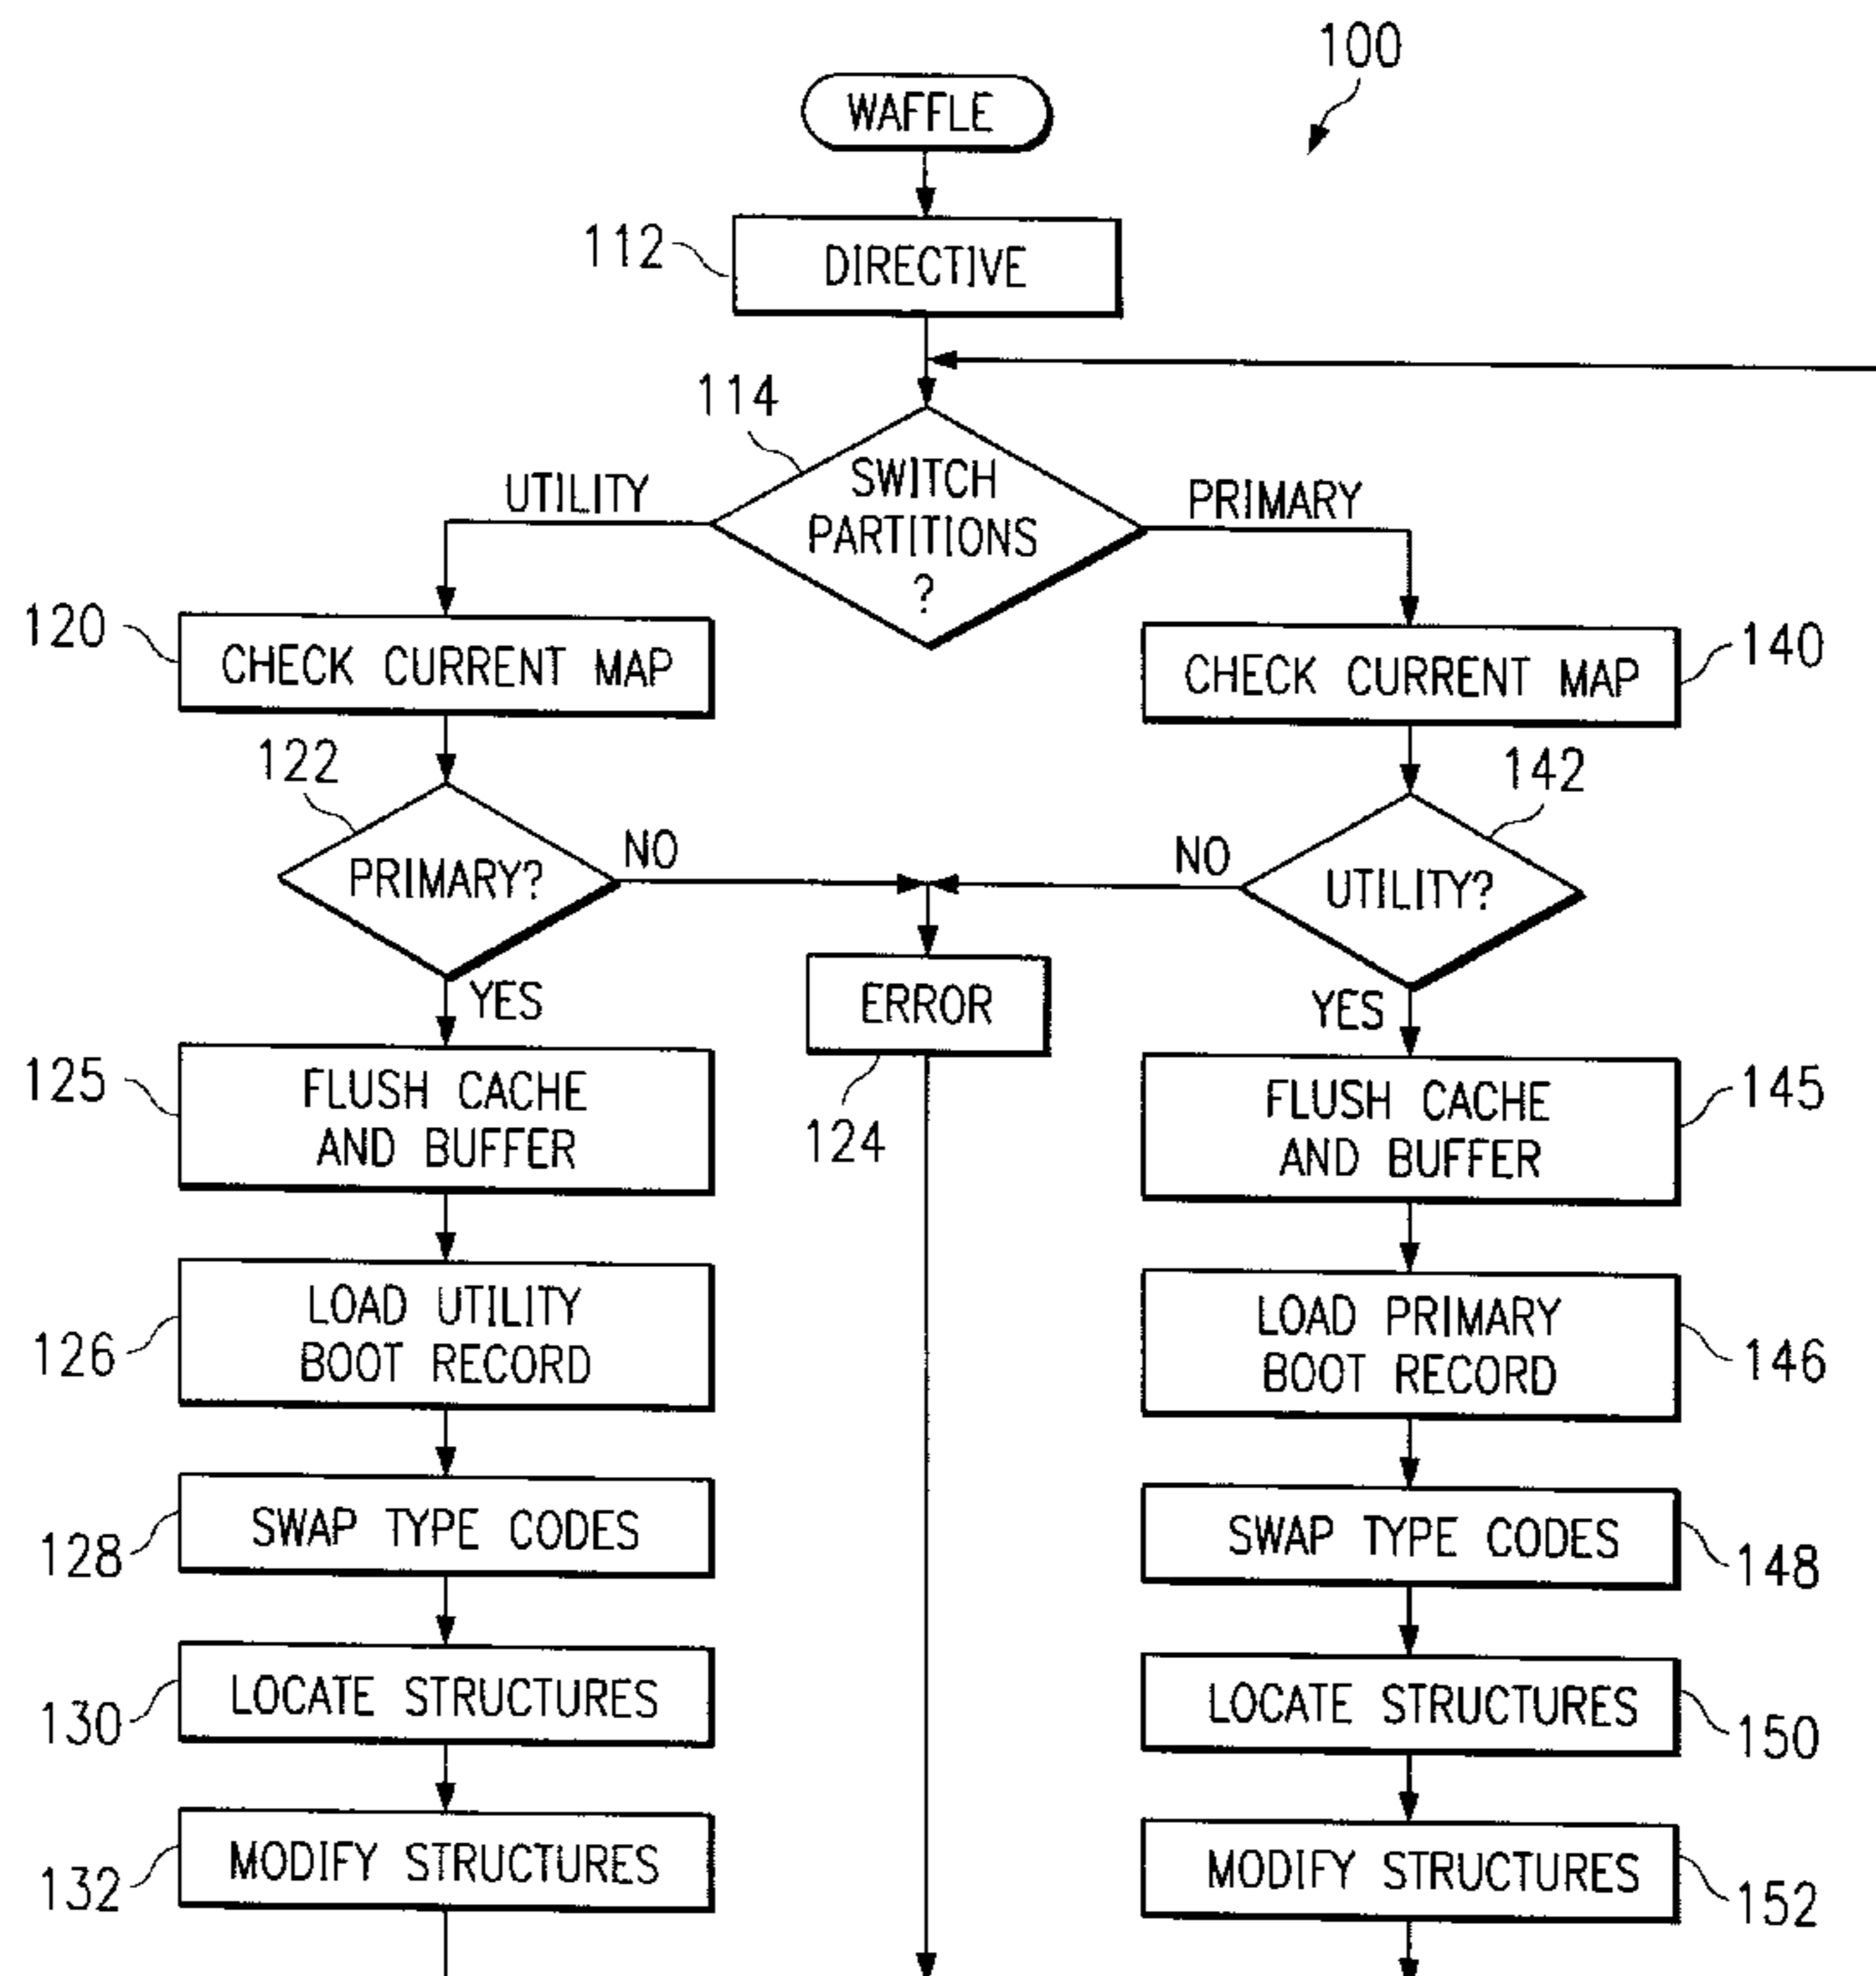 100
WAFFLE
112
DIRECTIVE
114
SWITCH
PARTITIONS
?
UTILITY
PRIMARY
120
CHECK CURRENT MAP
CHECK CURRENT MAP
140
122
PRIMARY?
NO
NO
142
UTILITY?
YES
ERROR
124
YES
125
FLUSH CACHE
AND BUFFER
FLUSH CACHE
AND BUFFER
145
126
LOAD UTILITY
BOOT RECORD
LOAD PRIMARY
BOOT RECORD
146
128
SWAP TYPE CODES
SWAP TYPE CODES
148
130
LOCATE STRUCTURES
LOCATE STRUCTURES
150
132
MODIFY STRUCTURES
MODIFY STRUCTURES
152